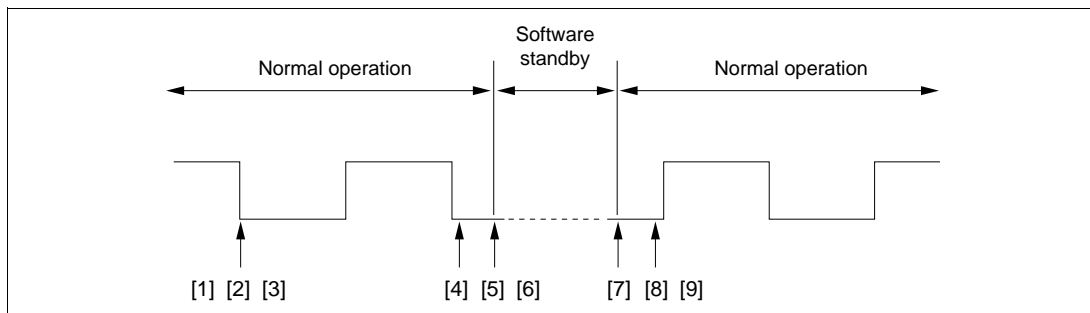 Software
standby
Normal operation
Normal operation
[1] [2] [3]
[4] [5] [6]
[7] [8] [9]